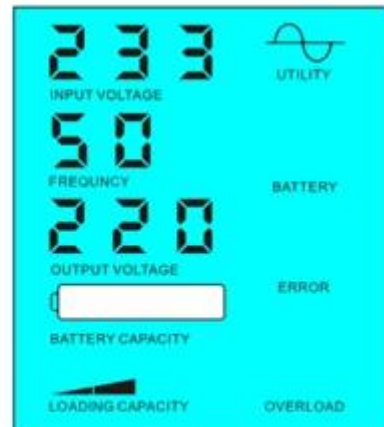 233
INPUT VOLTAGE
UTILITY
50
FREQUNCY
BATTERY
220
OUTPUT VOLTAGE
ERROR
BATTERY CAPACITY
LOADING CAPACITY
OVERLOAD